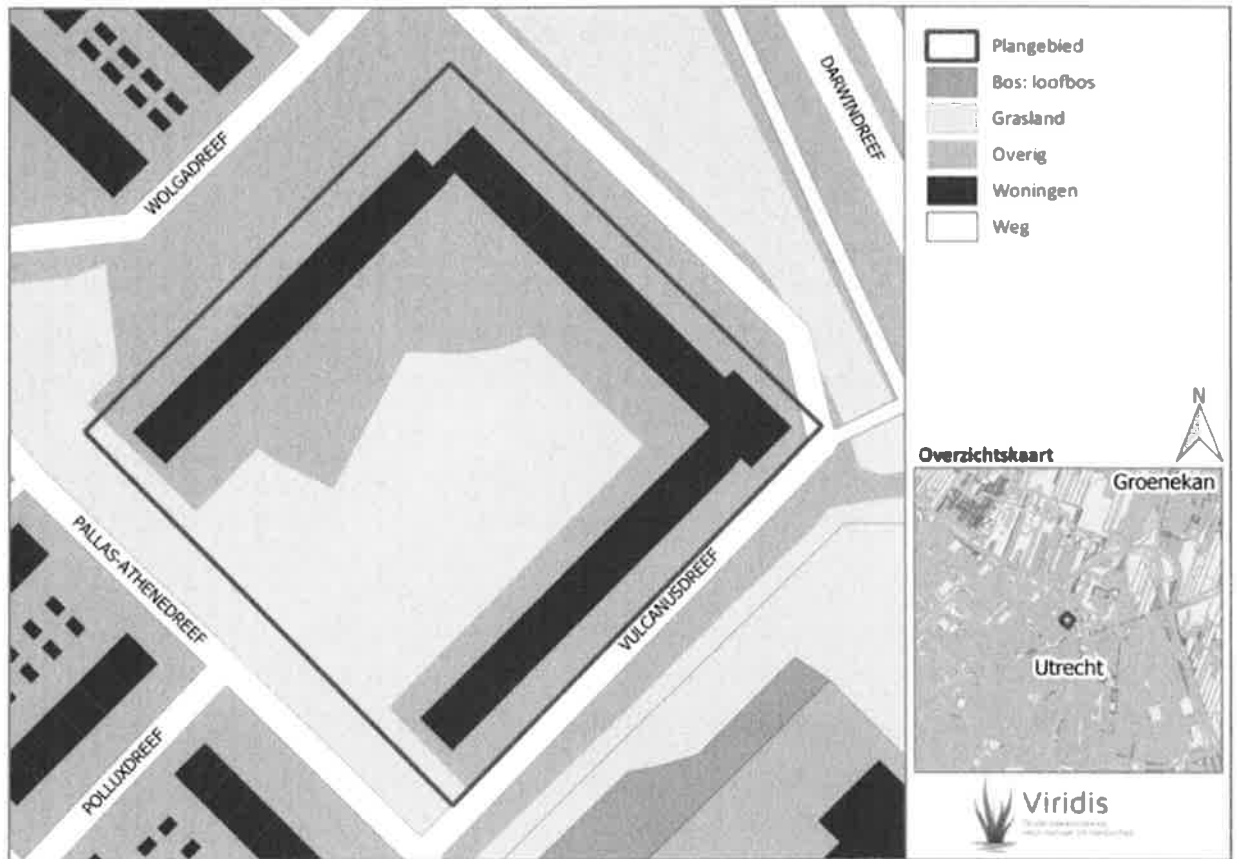 WOLGADREEF
DARWINDREEF
PALLAS-ATHENEDREEF
VULCANUSDREEF
POLLUXDREEF
Plangebied
Bos: loofbos
Grasland
Overig
Woningen
Weg
N
Overzichtskaart
Groenekan
Utrecht
Viridis